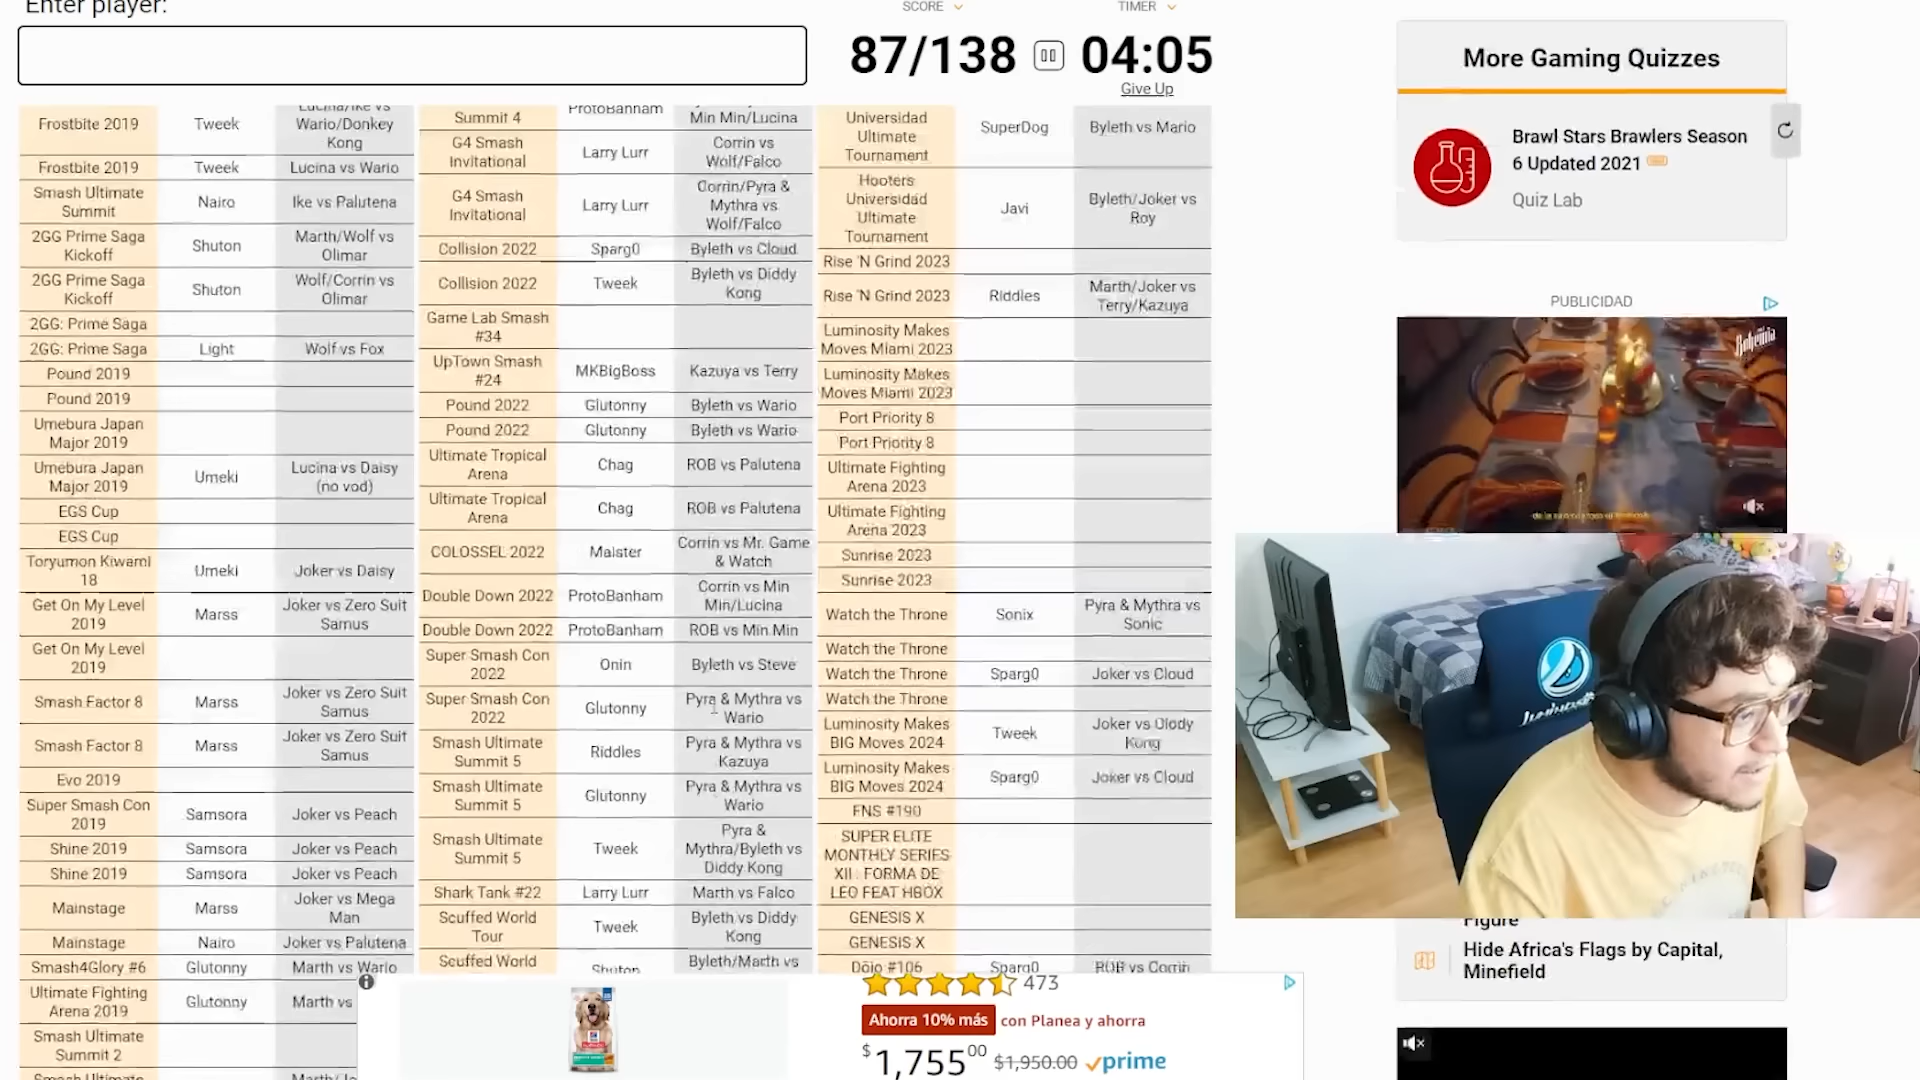 Enter player:
SCORE
TIMER
87/138
04:05
Give Up
Frostbite 2019
Tweek
Lucina/Ike vs
Wario/Donkey
Kong
Frostbite 2019
Tweek
Lucina vs Wario
Smash Ultimate
Summit
Nairo
Ike vs Palutena
2GG Prime Saga
Kickoff
Shuton
Marth/Wolf vs
Olimar
2GG Prime Saga
Kickoff
Shuton
Wolf/Corrin vs
Olimar
2GG: Prime Saga
2GG: Prime Saga
Light
Wolf vs Fox
Pound 2019
Pound 2019
Umebura Japan
Major 2019
Umebura Japan
Major 2019
Umeki
Lucina vs Daisy
(no vod)
EGS Cup
EGS Cup
Toryumon Kiwami
18
Umeki
Joker vs Daisy
Get On My Level
2019
Marss
Joker vs Zero Suit
Samus
Get On My Level
2019
Smash Factor 8
Marss
Joker vs Zero Suit
Samus
Smash Factor 8
Marss
Joker vs Zero Suit
Samus
Evo 2019
Super Smash Con
2019
Samsora
Joker vs Peach
Shine 2019
Samsora
Joker vs Peach
Shine 2019
Samsora
Joker vs Peach
Mainstage
Marss
Joker vs Mega
Man
Mainstage
Nairo
Joker vs Palutena
Smash4Glory #6
Glutonny
Marth vs Wario
Ultimate Fighting
Arena 2019
Glutonny
Marth vs
Smash Ultimate
Summit 2
Smash Ultimate
Marth/Jo
Summit 4
ProtoBanham
Min Min/Lucina
G4 Smash
Invitational
Larry Lurr
Corrin vs
Wolf/Falco
G4 Smash
Invitational
Larry Lurr
Corrin/Pyra &
Mythra vs
Wolf/Falco
Collision 2022
Sparg0
Byleth vs Cloud
Collision 2022
Tweek
Byleth vs Diddy
Kong
Game Lab Smash
#34
UpTown Smash
#24
MKBigBoss
Kazuya vs Terry
Pound 2022
Glutonny
Byleth vs Wario
Pound 2022
Glutonny
Byleth vs Wario
Ultimate Tropical
Arena
Chag
ROB vs Palutena
Ultimate Tropical
Arena
Chag
ROB vs Palutena
COLOSSEL 2022
Maister
Corrin vs Mr. Game
& Watch
Double Down 2022
ProtoBanham
Corrin vs Min
Min/Lucina
Double Down 2022
ProtoBanham
ROB vs Min Min
Super Smash Con
2022
Onin
Byleth vs Steve
Super Smash Con
2022
Glutonny
Pyra & Mythra vs
Wario
Smash Ultimate
Summit 5
Riddles
Pyra & Mythra vs
Kazuya
Smash Ultimate
Summit 5
Glutonny
Pyra & Mythra vs
Wario
Smash Ultimate
Summit 5
Tweek
Pyra &
Mythra/Byleth vs
Diddy Kong
Shark Tank #22
Larry Lurr
Marth vs Falco
Scuffed World
Tour
Tweek
Byleth vs Diddy
Kong
Scuffed World
Shuton
Byleth/Marth vs
Universidad
Ultimate
Tournament
SuperDog
Byleth vs Mario
Hooters
Universidad
Ultimate
Tournament
Javi
Byleth/Joker vs
Roy
Rise 'N Grind 2023
Rise 'N Grind 2023
Riddles
Marth/Joker vs
Terry/Kazuya
Luminosity Makes
Moves Miami 2023
Luminosity Makes
Moves Miami 2023
Port Priority 8
Port Priority 8
Ultimate Fighting
Arena 2023
Ultimate Fighting
Arena 2023
Sunrise 2023
Sunrise 2023
Watch the Throne
Sonix
Pyra & Mythra vs
Sonic
Watch the Throne
Watch the Throne
Sparg0
Joker vs Cloud
Watch the Throne
Luminosity Makes
BIG Moves 2024
Tweek
Joker vs Diddy
Kong
Luminosity Makes
BIG Moves 2024
Sparg0
Joker vs Cloud
FNS #190
SUPER ELITE
MONTHLY SERIES
XII : FORMA DE
LEO FEAT HBOX
GENESIS X
GENESIS X
Dojo #106
Sparg0
ROB vs Corrin
More Gaming Quizzes
Brawl Stars Brawlers Season
6 Updated 2021
Quiz Lab
PUBLICIDAD
Bohemia
Figure
Hide Africa's Flags by Capital,
Minefield
473
Ahorra 10% más con Planea y ahorra
$1,75500 $1,950.00 prime